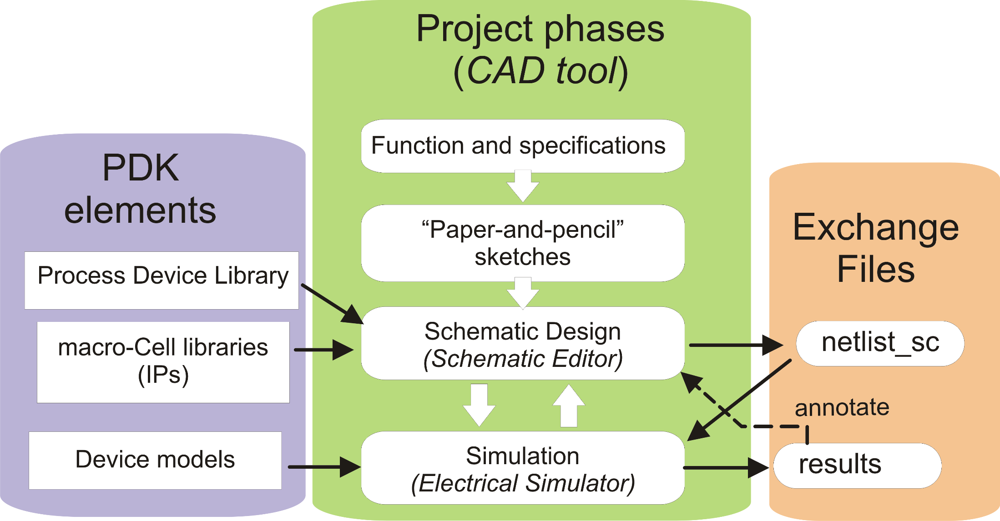 Project phases
(CAD tool)
Function and specifications
“Paper-and-pencil”
sketches
Schematic Design
(Schematic Editor)
Simulation
(Electrical Simulator)
PDK
elements
Process Device Library
macro-Cell libraries
(IPs)
Device models
Exchange
Files
netlist_sc
annotate
results